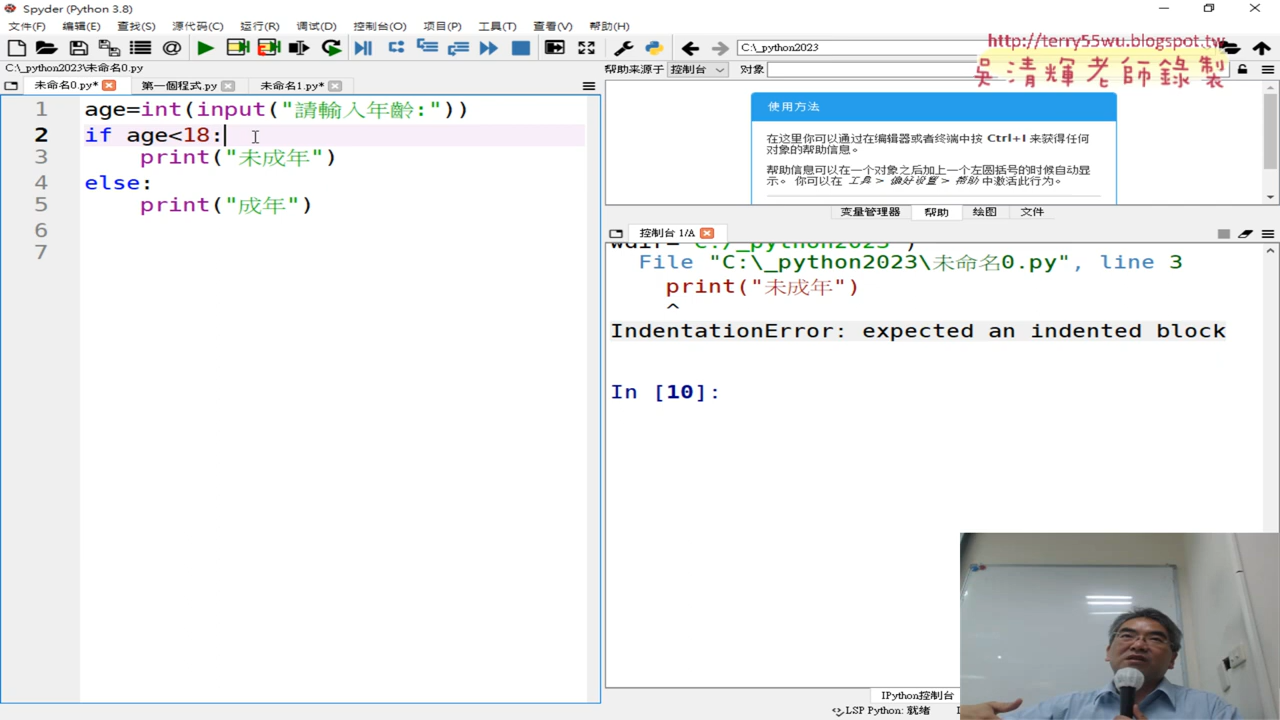 Spyder (Python 3.8)
文件(F) 编辑(E) 查找(S) 源代码(C) 运行(R) 调试(D) 控制台(O) 项目(P) 工具(T) 查看(V) 帮助(H)
C:\_python2023
http://terry55wu.blogspot.tw
吳清輝老師錄製
C:\_python2023\未命名0.py
帮助来源于 控制台 对象
未命名0.py* 第一個程式.py 未命名1.py*
1 age=int(input("請輸入年齡:"))
2 if age<18:
3 print("未成年")
4 else:
5 print("成年")
6
7
使用方法
在这里你可以通过在编辑器或者终端中按 Ctrl+I 来获得任何
对象的帮助信息。
帮助信息可以在一个对象之后加上一个左圆括号的时候自动显
示。 你可以在 工具 > 偏好设置 > 帮助 中激活此行为。
变量管理器 帮助 绘图 文件
控制台 1/A
wdir='C:/_python2023')
File "C:\_python2023\未命名0.py", line 3
print("未成年")
^
IndentationError: expected an indented block
In [10]:
IPython控制台
LSP Python: 就绪